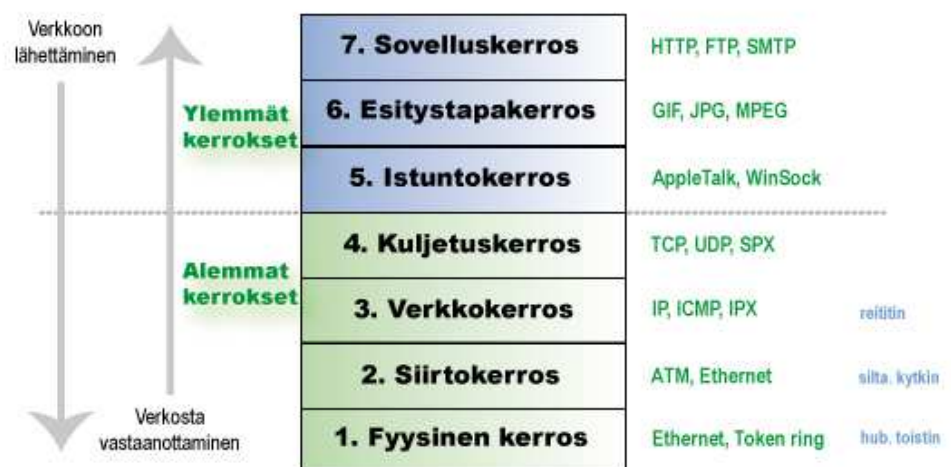 Verkkoon
lähettäminen
7. Sovelluskerros
HTTP, FTP, SMTP
Ylemmät
kerrokset
6. Esitystapakerros
GIF, JPG, MPEG
5. Istuntokerros
AppleTalk, WinSock
4. Kuljetuskerros
TCP, UDP, SPX
Alemmat
kerrokset
3. Verkkokerros
IP, ICMP, IPX
reititin
2. Siirtokerros
ATM, Ethernet
silta. kytkin
Verkosta
vastaanottaminen
1. Fyysinen kerros
Ethernet, Token ring
hub. toistin